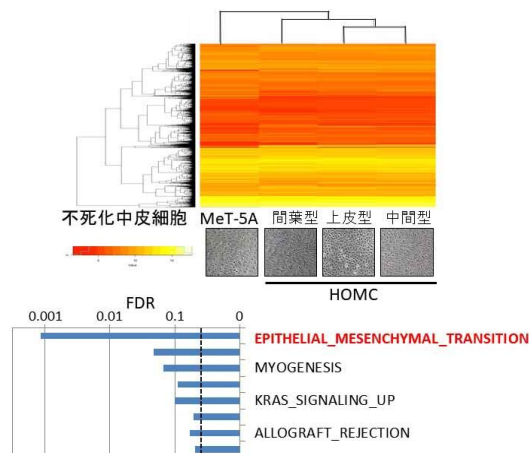 不死化中皮細胞
MeT-5A
間葉型
上皮型
中間型
HOMC
FDR
0.001
0.01
0.1
0
EPITHELIAL_MESENCHYMAL_TRANSITION
MYOGENESIS
KRAS_SIGNALING_UP
ALLOGRAFT_REJECTION